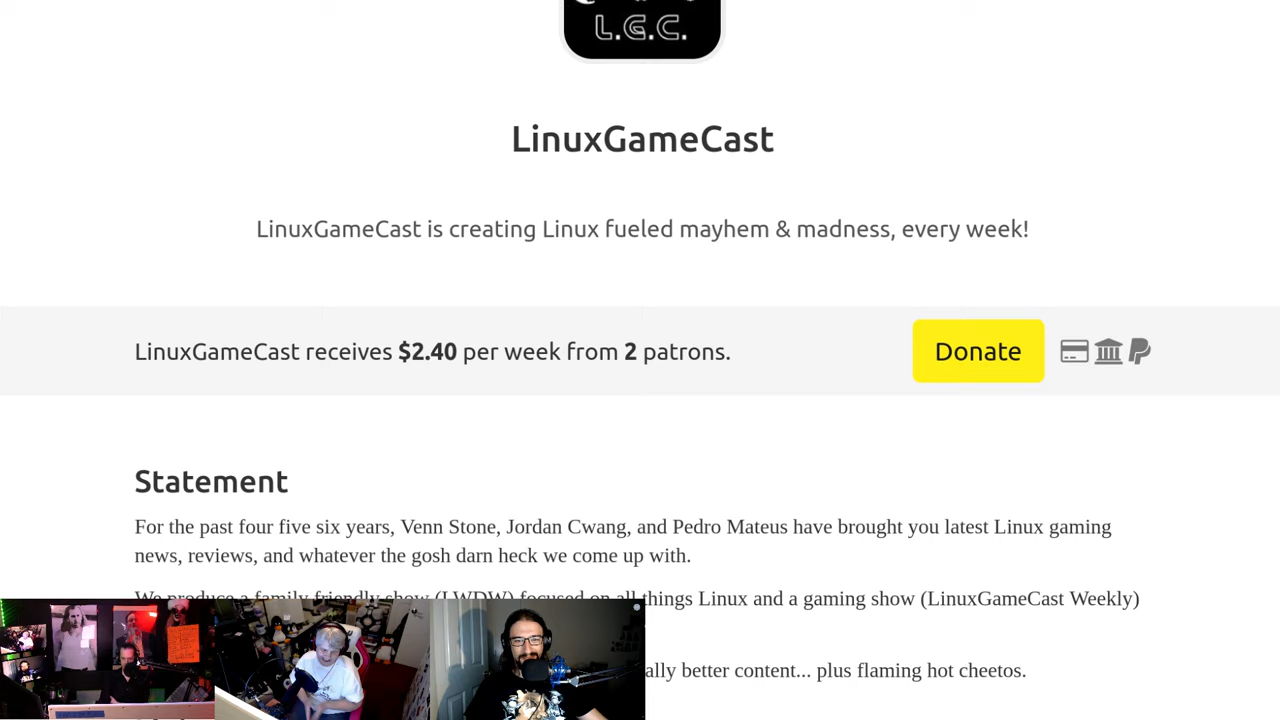 L.G.C.
LinuxGameCast
LinuxGameCast is creating Linux fueled mayhem & madness, every week!
LinuxGameCast receives $2.40 per week from 2 patrons.
Donate
Statement
For the past four five six years, Venn Stone, Jordan Cwang, and Pedro Mateus have brought you latest Linux gaming
news, reviews, and whatever the gosh darn heck we come up with.
We produce a family friendly show (LWDW) focused on all things Linux and a gaming show (LinuxGameCast Weekly)
ally better content... plus flaming hot cheetos.